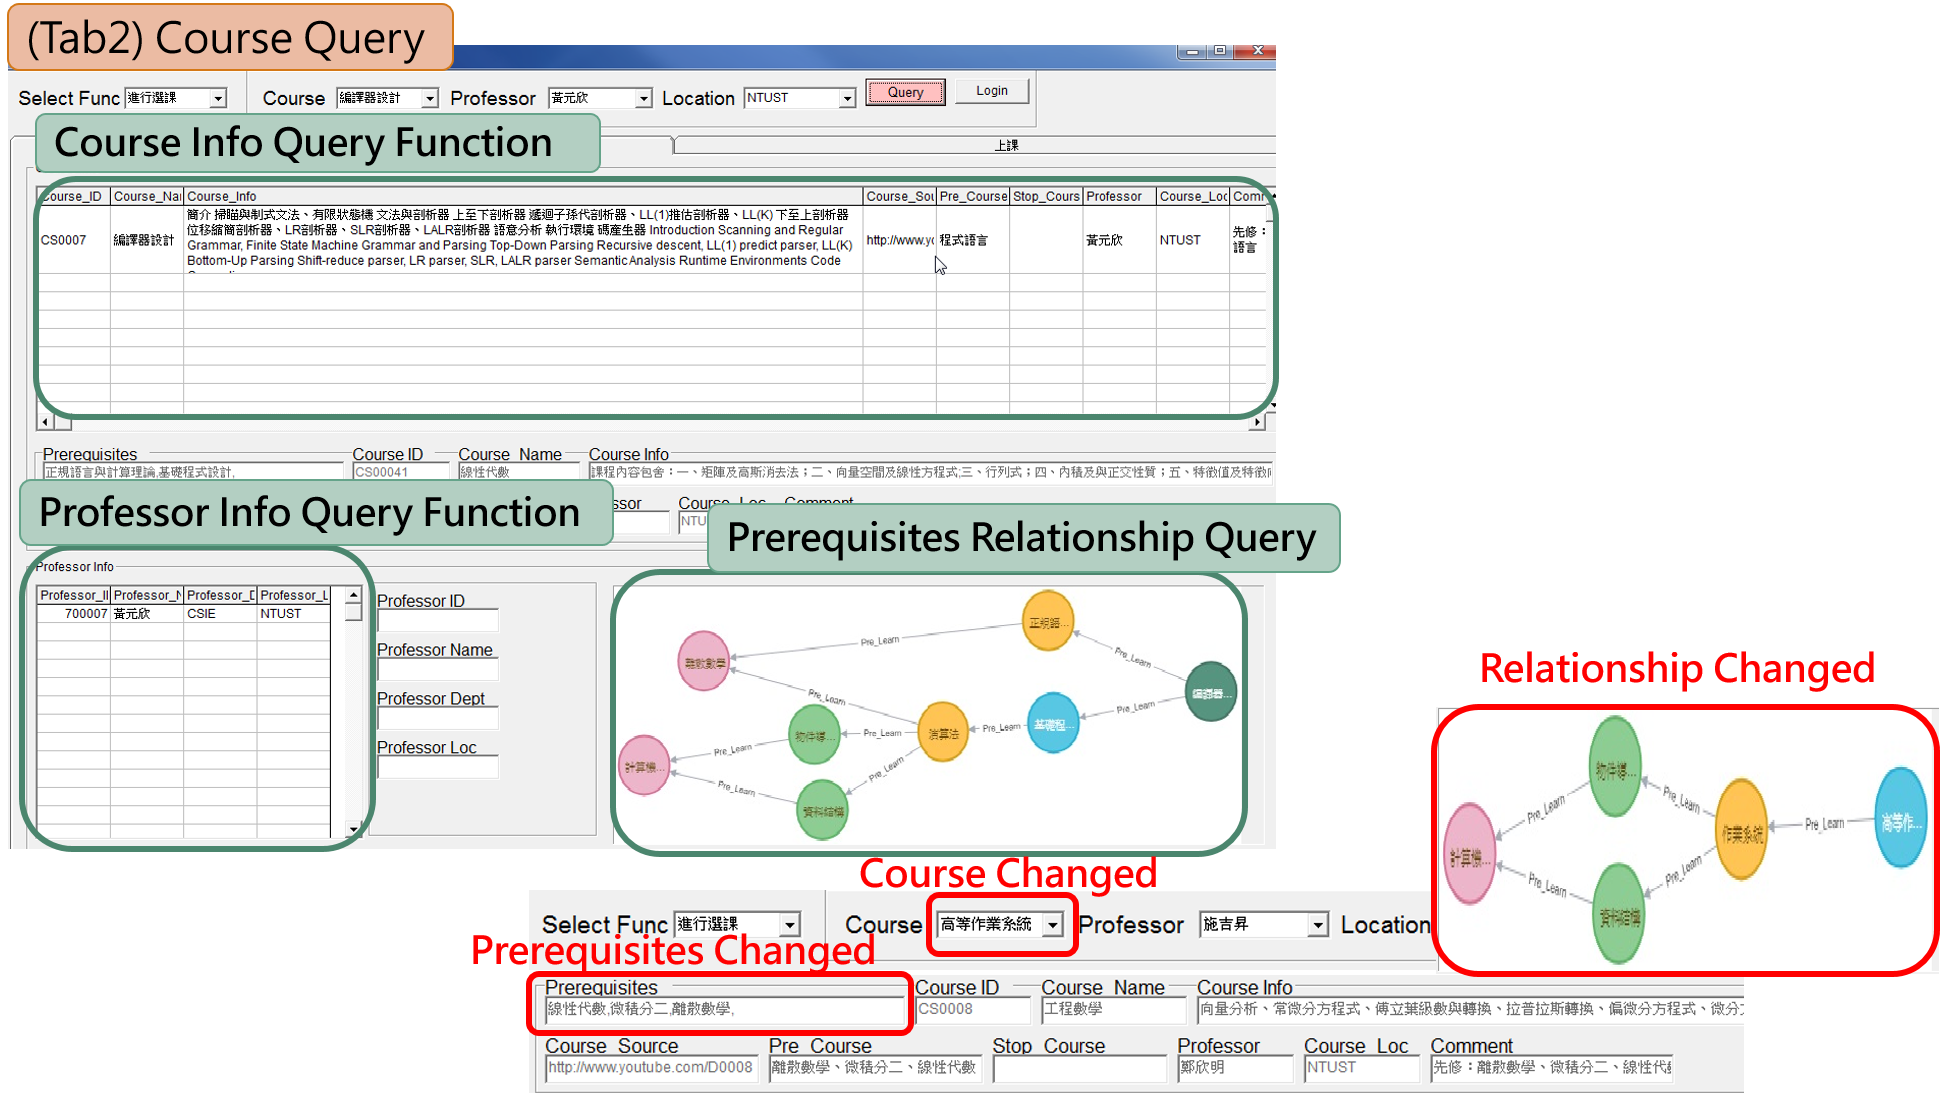 (Tab2) Course Query
Select Func 進行選課 Course 編譯器設計 Professor 黃元欣 Location NTUST Query Login
Course Info Query Function
上課
Course_ID Course_Nai Course_Info Course_Sou Pre_Course Stop_Cours Professor Course_Loc Comm
CS0007 編譯器設計 簡介 掃瞄與制式文法、有限狀態機 文法與剖析器 上至下剖析器 遞迴子孫代剖析器、LL(1)推估剖析器、LL(K) 下至上剖析器
位移縮簡剖析器、LR剖析器、SLR剖析器、LALR剖析器 語意分析 執行環境 碼產生器 Introduction Scanning and Regular
Grammar, Finite State Machine Grammar and Parsing Top-Down Parsing Recursive descent, LL(1) predict parser, LL(K)
Bottom-Up Parsing Shift-reduce parser, LR parser, SLR, LALR parser Semantic Analysis Runtime Environments Code
http://www.yc 程式語言 黃元欣 NTUST 先修：
語言
Prerequisites Course ID Course_Name Course Info
正規語言與計算理論,基礎程式設計, CS00041 線性代數 課程內容包含：一、矩陣及高斯消去法；二、向量空間及線性方程式;三、行列式；四、內積及與正交性質；五、特徵值及特徵向
Professor Info Query Function
ssor Course_Loc Comment
NTU
Prerequisites Relationship Query
Professor Info
Professor_II Professor_N Professor_D Professor_L
700007 黃元欣 CSIE NTUST
Professor ID
Professor Name
Professor Dept
Professor Loc
正規語...
Pre_Learn
離散數學
Pre_Learn
編譯器...
Pre_Learn
物件導...
Pre_Learn
演算法
Pre_Learn
基礎程...
Pre_Learn
計算機...
Pre_Learn
Pre_Learn
Pre_Learn
資料結構
Relationship Changed
物件導...
Pre_Learn
Pre_Learn
計算機...
作業系統
Pre_Learn
高等作...
Pre_Learn
Pre_Learn
資料結構
Course Changed
Select Func 進行選課 Course 高等作業系統 Professor 施吉昇 Location
Prerequisites Changed
Prerequisites Course ID Course_Name Course Info
線性代數,微積分二,離散數學, CS0008 工程數學 向量分析、常微分方程式、傅立葉級數與轉換、拉普拉斯轉換、偏微分方程式、微分
Course_Source Pre_Course Stop_Course Professor Course_Loc Comment
http://www.youtube.com/D0008 離散數學、微積分二、線性代數 鄭欣明 NTUST 先修：離散數學、微積分二、線性代